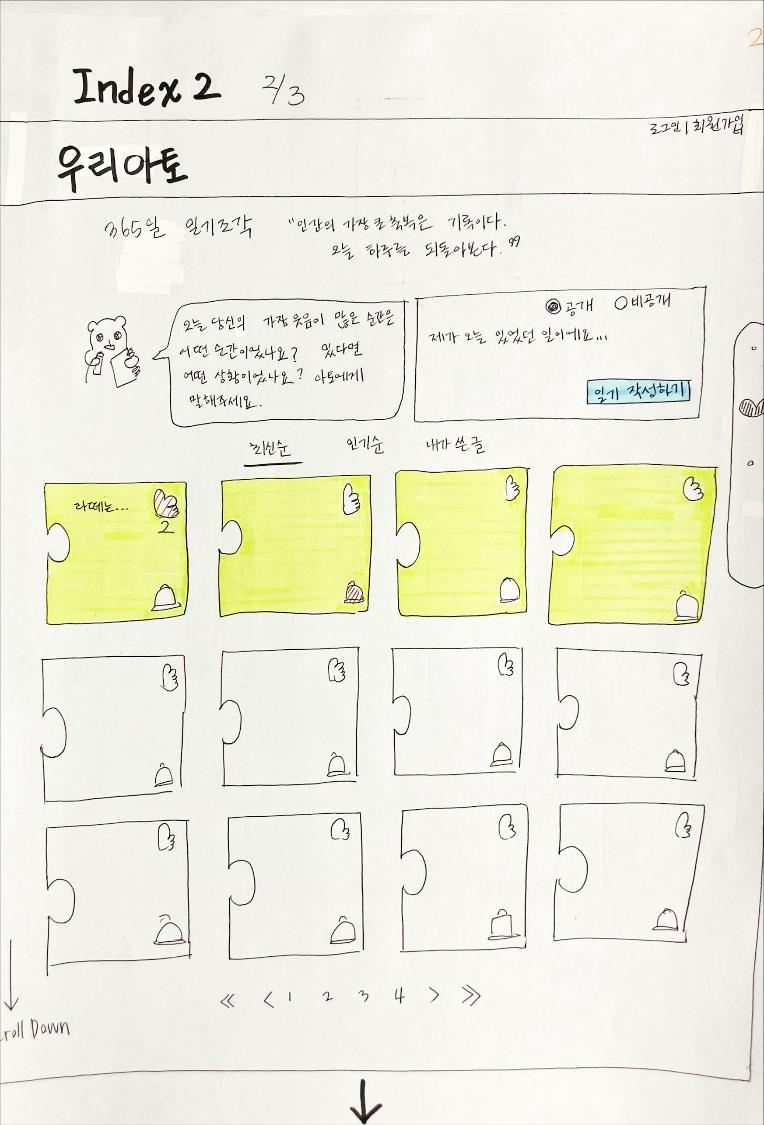 2
Index 2 2/3
로그인 | 회원가입
우리아토
365일 일기조각 "인간의 가장 큰 축복은 기록이다.
오늘 하루를 되돌아본다."
오늘 당신의 가장 웃음이 많은 순간은
어떤 순간이었나요? 있다면
어떤 상황이었나요? 아토에게
말해주세요.
공개 비공개
제가 오늘 있었던 일이에요...
일기 작성하기
최신순 인기순 내가 쓴 글
라떼는...
2
≪ < 1 2 3 4 > ≫
roll Down